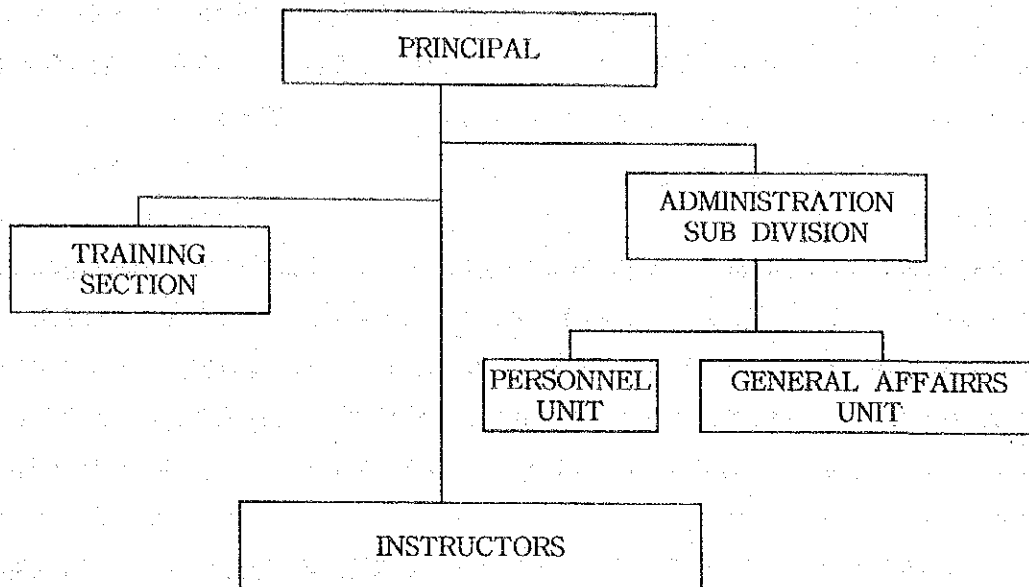 PRINCIPAL
ADMINISTRATION
SUB DIVISION
TRAINING
SECTION
PERSONNEL
UNIT
GENERAL AFFAIRRS
UNIT
INSTRUCTORS